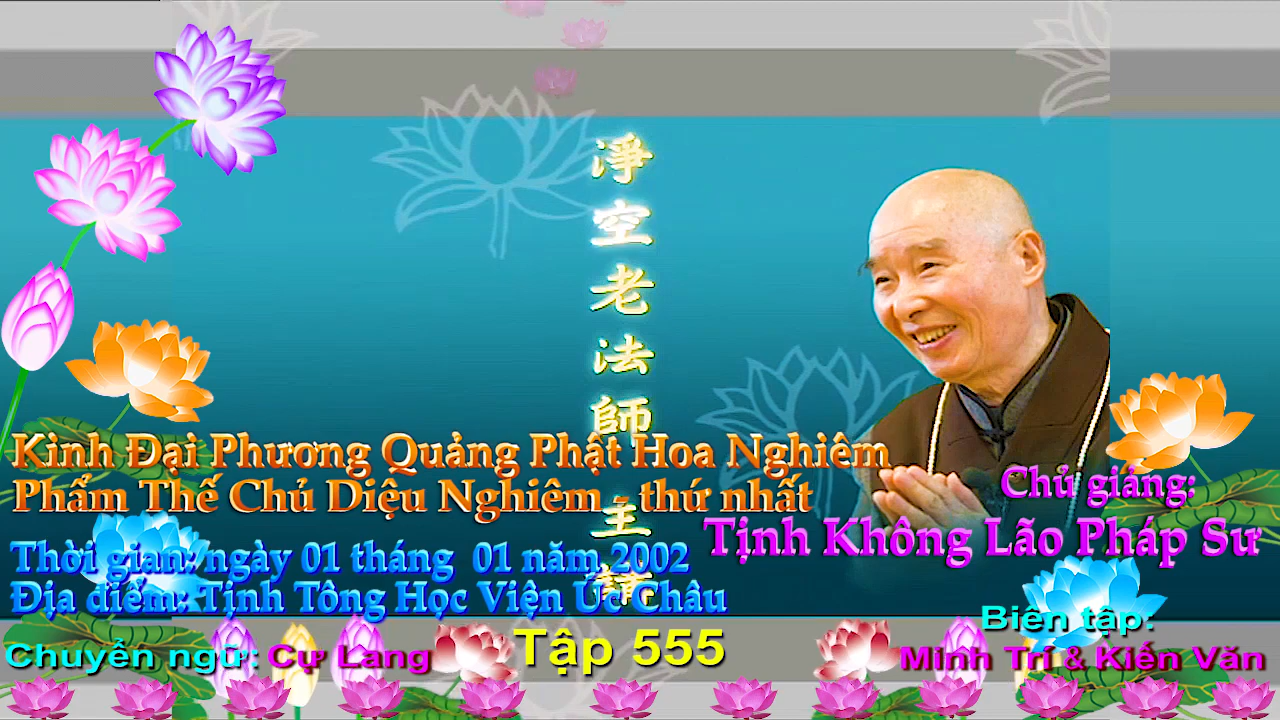 淨空老法師主講
Kinh Đại Phương Quảng Phật Hoa Nghiêm
Phẩm Thế Chủ Diệu Nghiêm - thứ nhất
Chủ giảng:
Tịnh Không Lão Pháp Sư
Thời gian: ngày 01 tháng 01 năm 2002
Địa điểm: Tịnh Tông Học Viện Úc Châu
Chuyển ngữ: Cự Lang
Tập 555
Biên tập:
Minh Trí & Kiến Văn